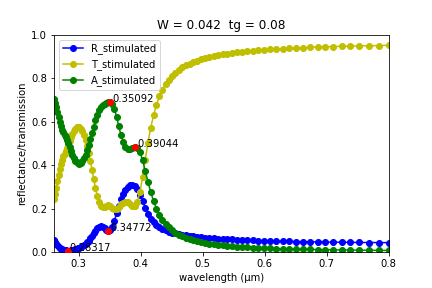 W = 0.042  tg = 0.08
R_stimulated
T_stimulated
A_stimulated
0.35092
0.39044
0.34772
0.28317
1.0
0.8
0.6
0.4
0.2
0.0
0.3
0.4
0.5
0.6
0.7
0.8
reflectance/transmission
wavelength (μm)